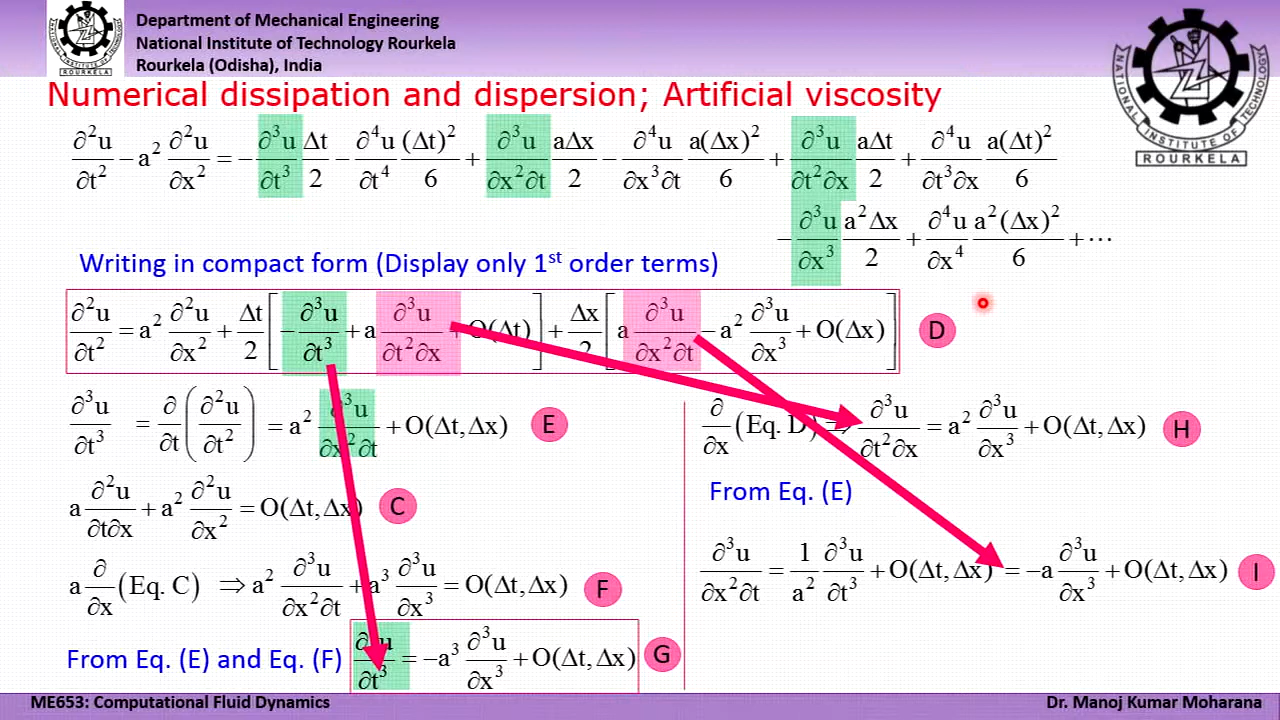 Department of Mechanical Engineering
National Institute of Technology Rourkela
Rourkela (Odisha), India
Numerical dissipation and dispersion; Artificial viscosity
∂²u/∂t² − a² ∂²u/∂x² = − ∂³u/∂t³ Δt/2 − ∂⁴u/∂t⁴ (Δt)²/6 + ∂³u/∂x²∂t aΔx/2 − ∂⁴u/∂x³∂t a(Δx)²/6 + ∂³u/∂t²∂x aΔt/2 + ∂⁴u/∂t³∂x a(Δt)²/6
− ∂³u/∂x³ a²Δx/2 + ∂⁴u/∂x⁴ a²(Δx)²/6 + ⋯
Writing in compact form (Display only 1st order terms)
∂²u/∂t² = a² ∂²u/∂x² + Δt/2 [− ∂³u/∂t³ + a ∂³u/∂t²∂x + O(Δt)] + Δx/2 [a ∂³u/∂x²∂t − a² ∂³u/∂x³ + O(Δx)] D
∂³u/∂t³ = ∂/∂t (∂²u/∂t²) = a² ∂³u/∂x²∂t + O(Δt, Δx) E
a ∂²u/∂t∂x + a² ∂²u/∂x² = O(Δt, Δx) C
a ∂/∂x (Eq. C) ⇒ a² ∂³u/∂x²∂t + a³ ∂³u/∂x³ = O(Δt, Δx) F
From Eq. (E) and Eq. (F) ∂³u/∂t³ = −a³ ∂³u/∂x³ + O(Δt, Δx) G
∂/∂x (Eq. D) ⇒ ∂³u/∂t²∂x = a² ∂³u/∂x³ + O(Δt, Δx) H
From Eq. (E)
∂³u/∂x²∂t = 1/a² ∂³u/∂t³ + O(Δt, Δx) = −a ∂³u/∂x³ + O(Δt, Δx) I
ME653: Computational Fluid Dynamics
Dr. Manoj Kumar Moharana
NATIONAL INSTITUTE OF TECHNOLOGY
ROURKELA
ROURKELA